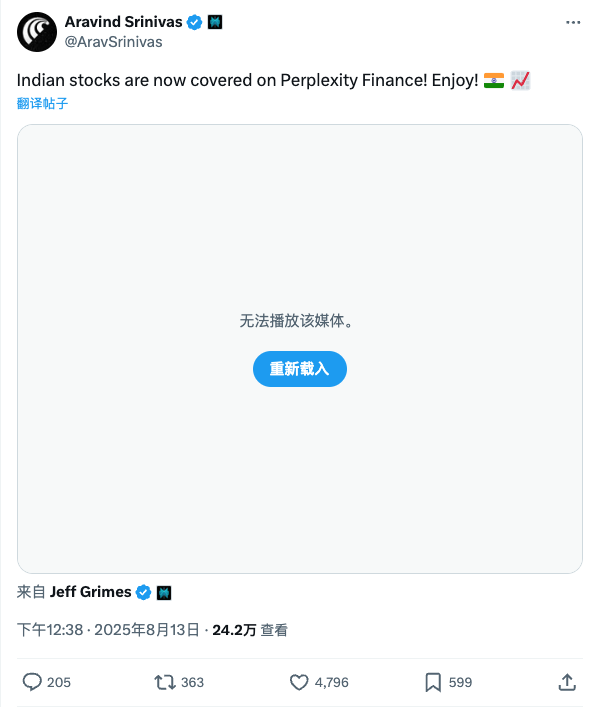 Aravind Srinivas
@AravSrinivas
Indian stocks are now covered on Perplexity Finance! Enjoy! 🇮🇳 📈
翻译帖子
无法播放该媒体。
重新载入
来自 Jeff Grimes
下午12:38 · 2025年8月13日 · 24.2万 查看
205 363 4,796 599